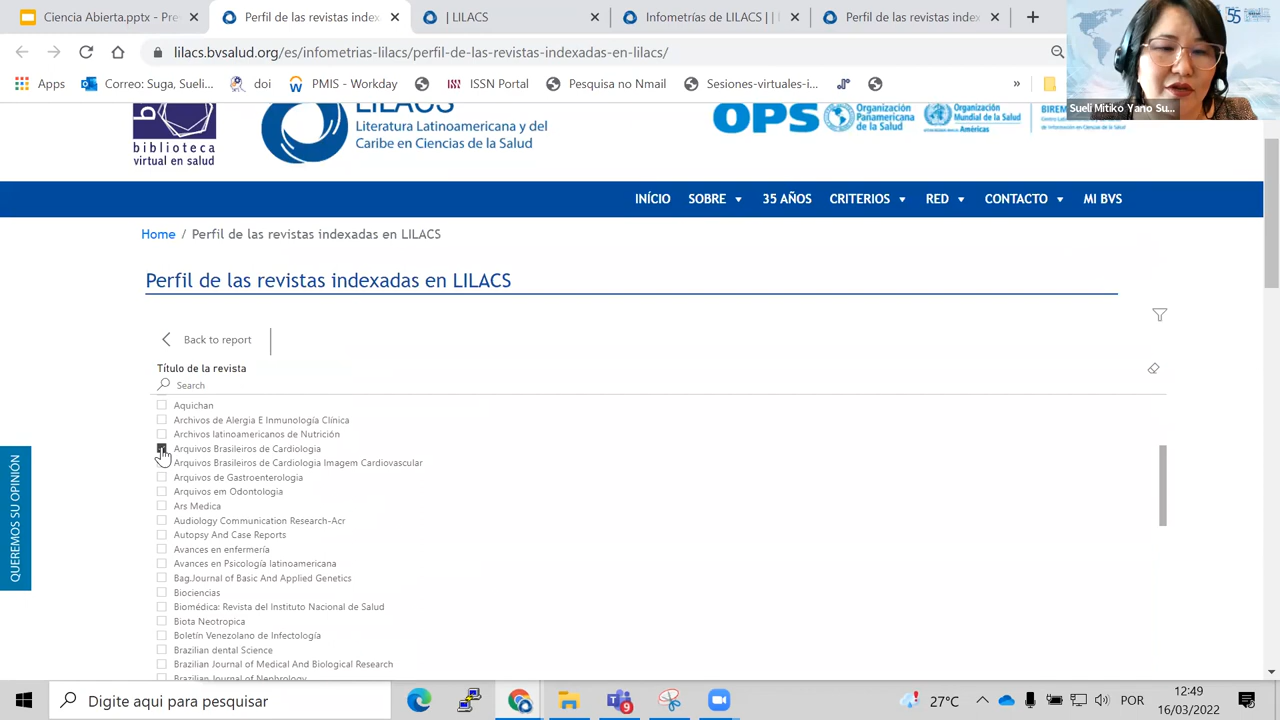 Ciencia Abierta.pptx - Pre
Perfil de las revistas indexad
| LILACS
Infometrías - LILACS | |
Perfil de las revistas indexad
lilacs.bvsalud.org/es/infometrias-lilacs/perfil-de-las-revistas-indexadas-en-lilacs/
Apps
Correo: Suga, Sueli...
doi
PMIS - Workday
ISSN Portal
Pesquisa no Nmail
Sesiones-virtuales-i...
»
Sueli Mitiko Yano Su...
biblioteca
virtual en salud
LILACS
Literatura Latinoamericana y del
Caribe en Ciencias de la Salud
OPS
Organización
Panamericana
de la Salud
Organización
Mundial de la Salud
Américas
INÍCIO
SOBRE
35 AÑOS
CRITERIOS
RED
CONTACTO
MI BVS
Home / Perfil de las revistas indexadas en LILACS
Perfil de las revistas indexadas en LILACS
Back to report
Título de la revista
Search
Aquichan
Archivos de Alergia E Inmunología Clínica
Archivos latinoamericanos de Nutrición
Arquivos Brasileiros de Cardiologia
Arquivos Brasileiros de Cardiologia Imagem Cardiovascular
Arquivos de Gastroenterologia
Arquivos em Odontologia
Ars Medica
Audiology Communication Research-Acr
Autopsy And Case Reports
Avances en enfermería
Avances en Psicología latinoamericana
Bag.Journal of Basic And Applied Genetics
Biociencias
Biomédica: Revista del Instituto Nacional de Salud
Biota Neotropica
Boletín Venezolano de Infectología
Brazilian dental Science
Brazilian Journal of Medical And Biological Research
Brazilian Journal of Nephrology
QUEREMOS SU OPINIÓN
Digite aqui para pesquisar
9
27°C
POR
12:49
16/03/2022